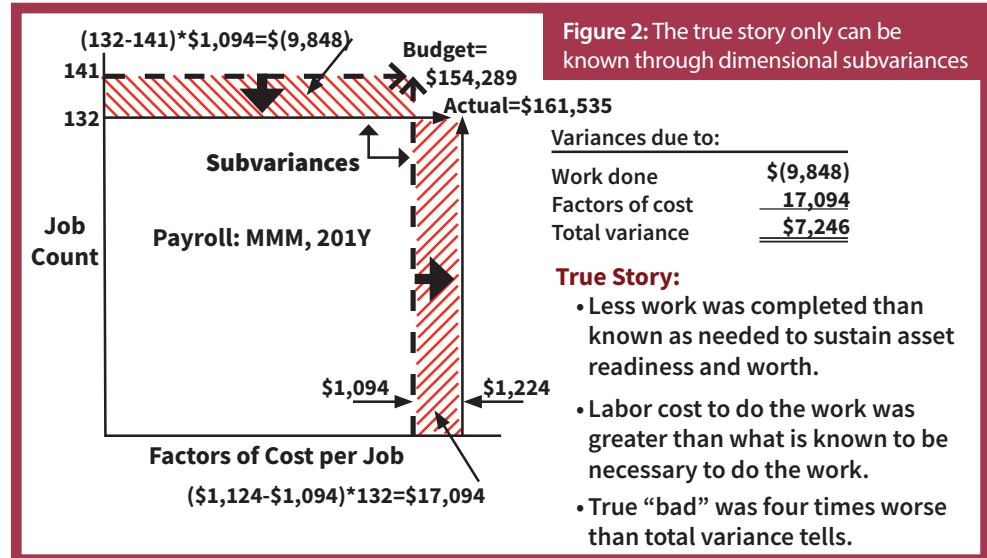 (132-141)*$1,094=$(9,848)
Budget=
$154,289
141
Actual=$161,535
132
Subvariances
Job
Count
Payroll: MMM, 201Y
$1,094
$1,224
Factors of Cost per Job
($1,124-$1,094)*132=$17,094
Figure 2: The true story only can be
known through dimensional subvariances
Variances due to:
Work done $(9,848)
Factors of cost 17,094
Total variance $7,246
True Story:
• Less work was completed than
known as needed to sustain asset
readiness and worth.
• Labor cost to do the work was
greater than what is known to be
necessary to do the work.
• True “bad” was four times worse
than total variance tells.